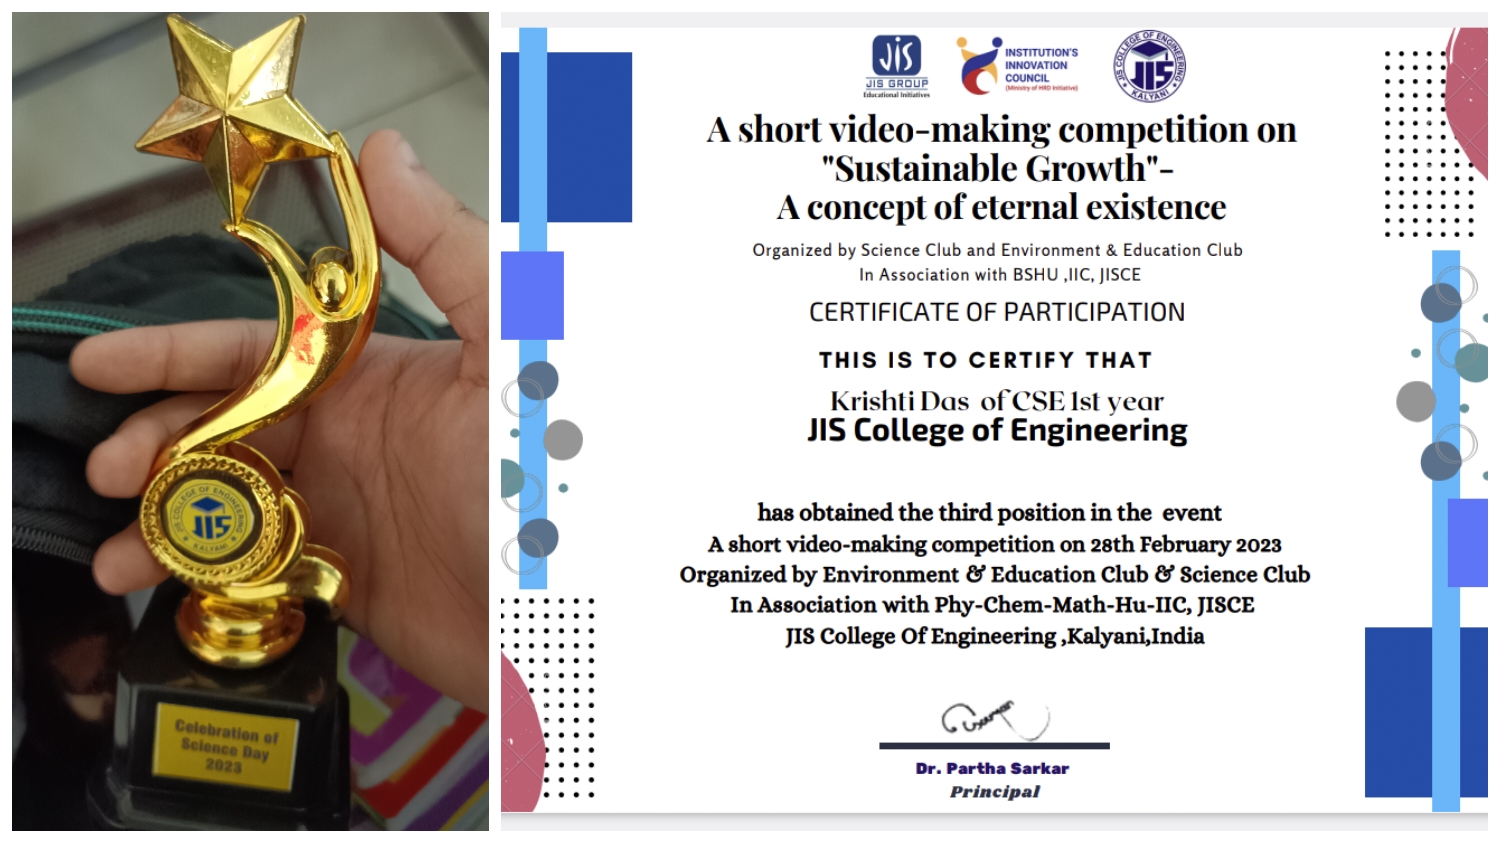 JIS COLLEGE OF ENGINEERING
JIS
KALYANI
Celebration of
Science Day
2023
JIS
JIS GROUP
Educational Initiatives
INSTITUTION'S
INNOVATION
COUNCIL
(Ministry of HRD Initiative)
JIS COLLEGE OF ENGINEERING
JIS
KALYANI
A short video-making competition on
"Sustainable Growth"-
A concept of eternal existence
Organized by Science Club and Environment & Education Club
In Association with BSHU ,IIC, JISCE
CERTIFICATE OF PARTICIPATION
THIS IS TO CERTIFY THAT
Krishti Das of CSE 1st year
JIS College of Engineering
has obtained the third position in the event
A short video-making competition on 28th February 2023
Organized by Environment & Education Club & Science Club
In Association with Phy-Chem-Math-Hu-IIC, JISCE
JIS College Of Engineering ,Kalyani,India
Dr. Partha Sarkar
Principal